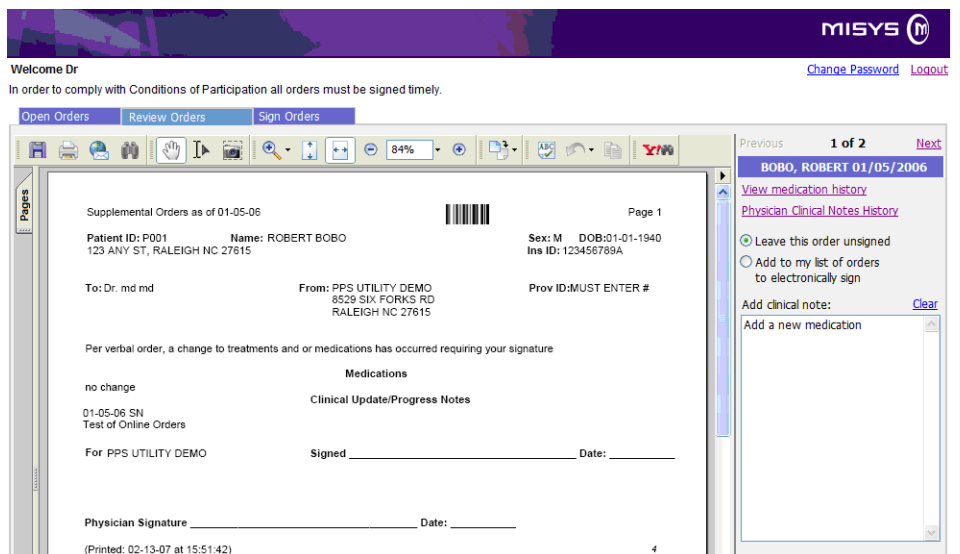 MISYS m
Welcome Dr
Change Password Logout
In order to comply with Conditions of Participation all orders must be signed timely.
Open Orders Review Orders Sign Orders
84%
ABC
Y!
Previous 1 of 2 Next
BOBO, ROBERT 01/05/2006
View medication history
Physician Clinical Notes History
Leave this order unsigned
Add to my list of orders
to electronically sign
Add clinical note: Clear
Add a new medication
Pages
Supplemental Orders as of 01-05-06 Page 1
Patient ID: P001 Name: ROBERT BOBO Sex: M DOB:01-01-1940
123 ANY ST, RALEIGH NC 27615 Ins ID: 123456789A
To: Dr. md md From: PPS UTILITY DEMO Prov ID:MUST ENTER #
8529 SIX FORKS RD
RALEIGH NC 27615
Per verbal order, a change to treatments and or medications has occurred requiring your signature
Medications
no change
Clinical Update/Progress Notes
01-05-06 SN
Test of Online Orders
For PPS UTILITY DEMO Signed Date:
Physician Signature Date:
(Printed: 02-13-07 at 15:51:42) 4